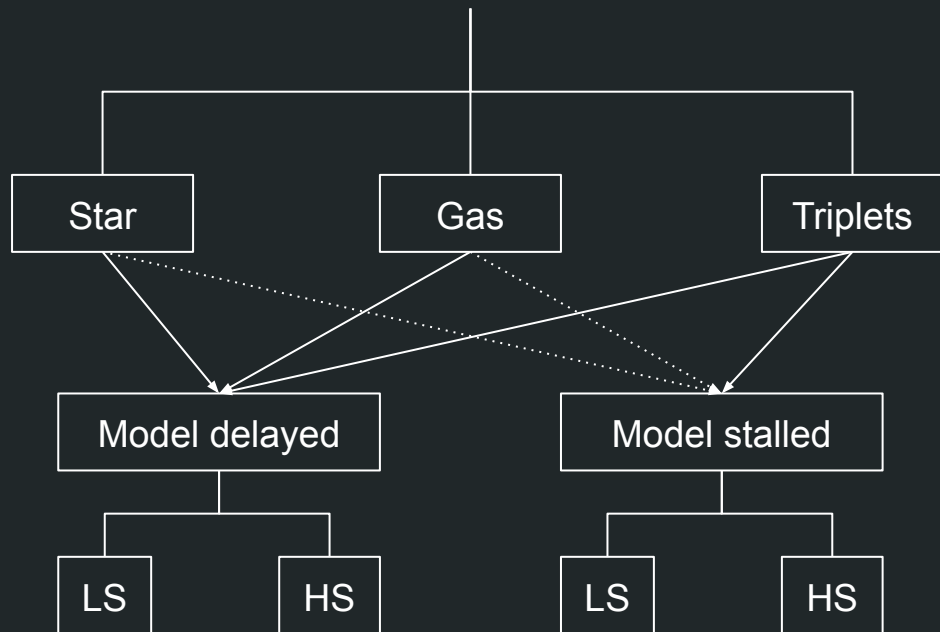 Star
Gas
Triplets
Model delayed
Model stalled
LS
HS
LS
HS